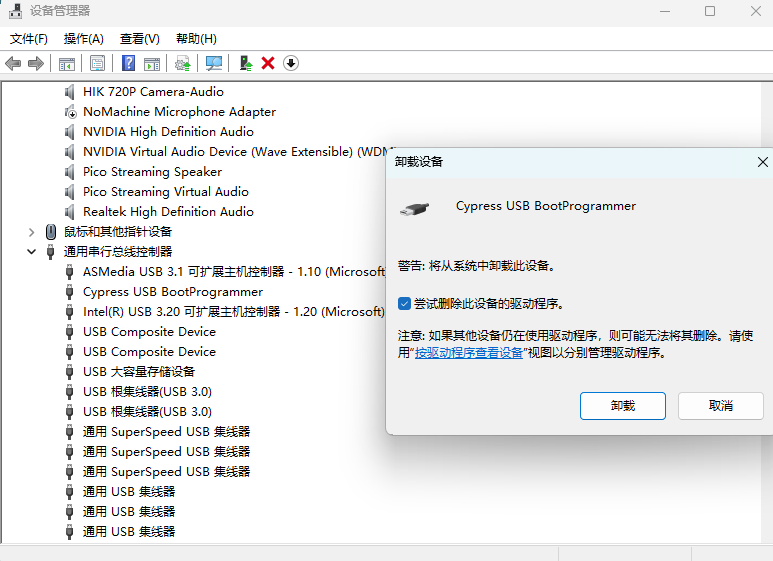 设备管理器
文件(F) 操作(A) 查看(V) 帮助(H)
HIK 720P Camera-Audio
NoMachine Microphone Adapter
NVIDIA High Definition Audio
NVIDIA Virtual Audio Device (Wave Extensible) (WDM
Pico Streaming Speaker
Pico Streaming Virtual Audio
Realtek High Definition Audio
鼠标和其他指针设备
通用串行总线控制器
ASMedia USB 3.1 可扩展主机控制器 - 1.10 (Microsoft
Cypress USB BootProgrammer
Intel(R) USB 3.20 可扩展主机控制器 - 1.20 (Microsoft)
USB Composite Device
USB Composite Device
USB 大容量存储设备
USB 根集线器(USB 3.0)
USB 根集线器(USB 3.0)
通用 SuperSpeed USB 集线器
通用 SuperSpeed USB 集线器
通用 SuperSpeed USB 集线器
通用 USB 集线器
通用 USB 集线器
通用 USB 集线器
卸载设备
Cypress USB BootProgrammer
警告: 将从系统中卸载此设备。
尝试删除此设备的驱动程序。
注意: 如果其他设备仍在使用驱动程序，则可能无法将其删除。请使
用“按驱动程序查看设备”视图以分别管理驱动程序。
卸载 取消